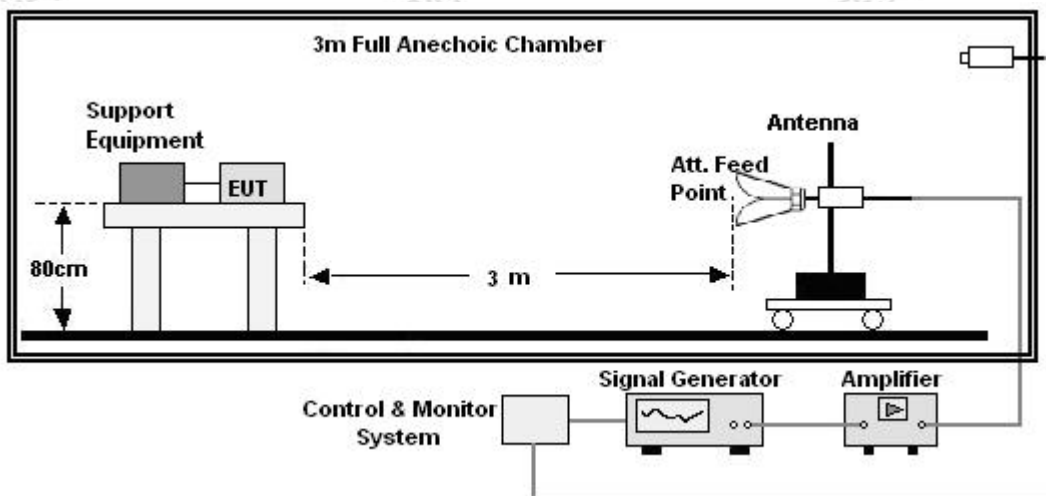 3m Full Anechoic Chamber
Support
Equipment
EUT
80cm
3 m
Antenna
Att. Feed
Point
Signal Generator
Amplifier
Control & Monitor
System